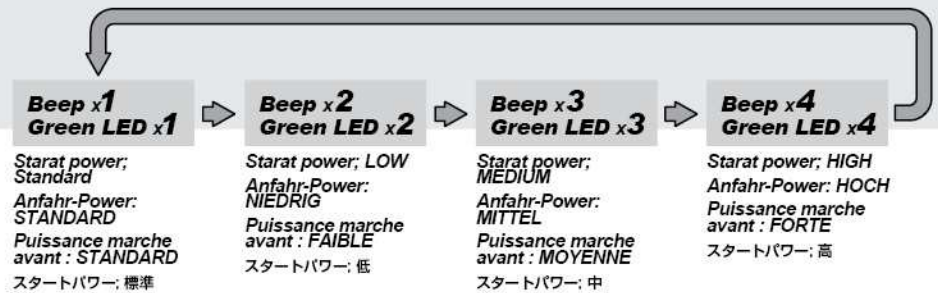 Beep x1
Green LED x1
Starat power;
Standard
Anfahr-Power:
STANDARD
Puissance marche
avant : STANDARD
スタートパワー; 標準
Beep x2
Green LED x2
Starat power; LOW
Anfahr-Power:
NIEDRIG
Puissance marche
avant : FAIBLE
スタートパワー; 低
Beep x3
Green LED x3
Starat power;
MEDIUM
Anfahr-Power:
MITTEL
Puissance marche
avant : MOYENNE
スタートパワー; 中
Beep x4
Green LED x4
Starat power; HIGH
Anfahr-Power: HOCH
Puissance marche
avant : FORTE
スタートパワー; 高